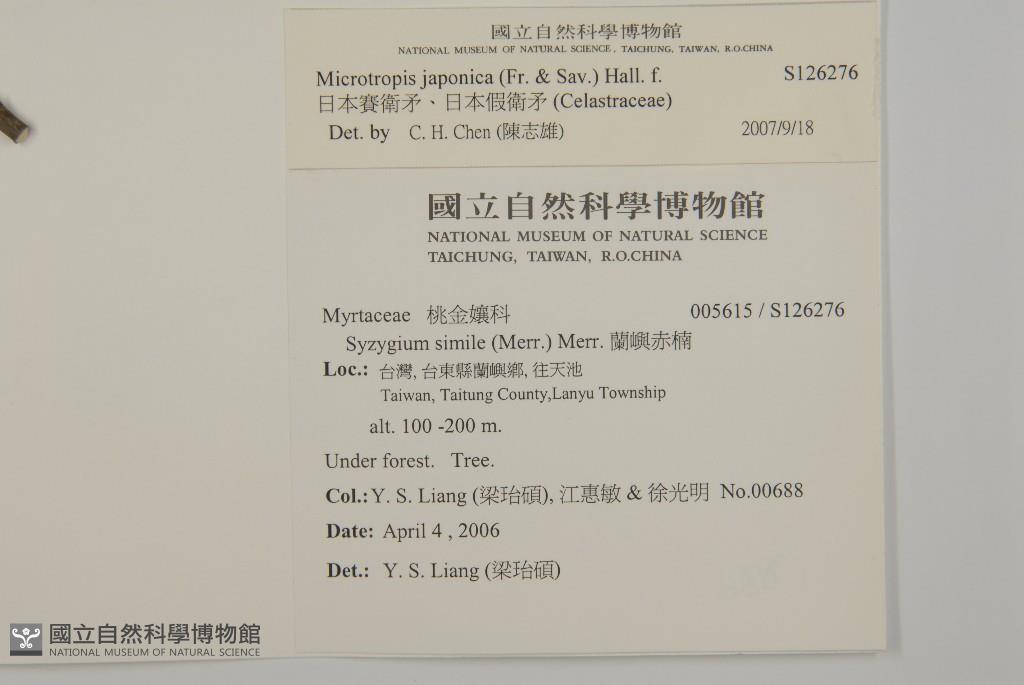 國立自然科學博物館
NATIONAL MUSEUM OF NATURAL SCIENCE, TAICHUNG, TAIWAN, R.O.CHINA
Microtropis japonica (Fr. & Sav.) Hall. f. S126276
日本賽衛矛、日本假衛矛 (Celastraceae)
Det. by C. H. Chen (陳志雄) 2007/9/18
國立自然科學博物館
NATIONAL MUSEUM OF NATURAL SCIENCE
TAICHUNG, TAIWAN, R.O.CHINA
Myrtaceae 桃金孃科 005615 / S126276
Syzygium simile (Merr.) Merr. 蘭嶼赤楠
Loc.: 台灣, 台東縣蘭嶼鄉, 往天池
Taiwan, Taitung County,Lanyu Township
alt. 100 -200 m.
Under forest. Tree.
Col.: Y. S. Liang (梁珆碩), 江惠敏 & 徐光明 No.00688
Date: April 4 , 2006
Det.: Y. S. Liang (梁珆碩)
國立自然科學博物館
NATIONAL MUSEUM OF NATURAL SCIENCE